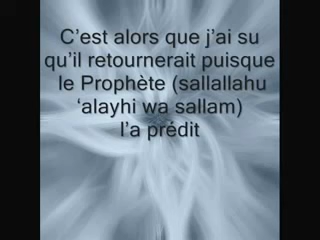 C’est alors que j’ai su
qu’il retournerait puisque
le Prophète (sallallahu
‘alayhi wa sallam)
l’a prédit